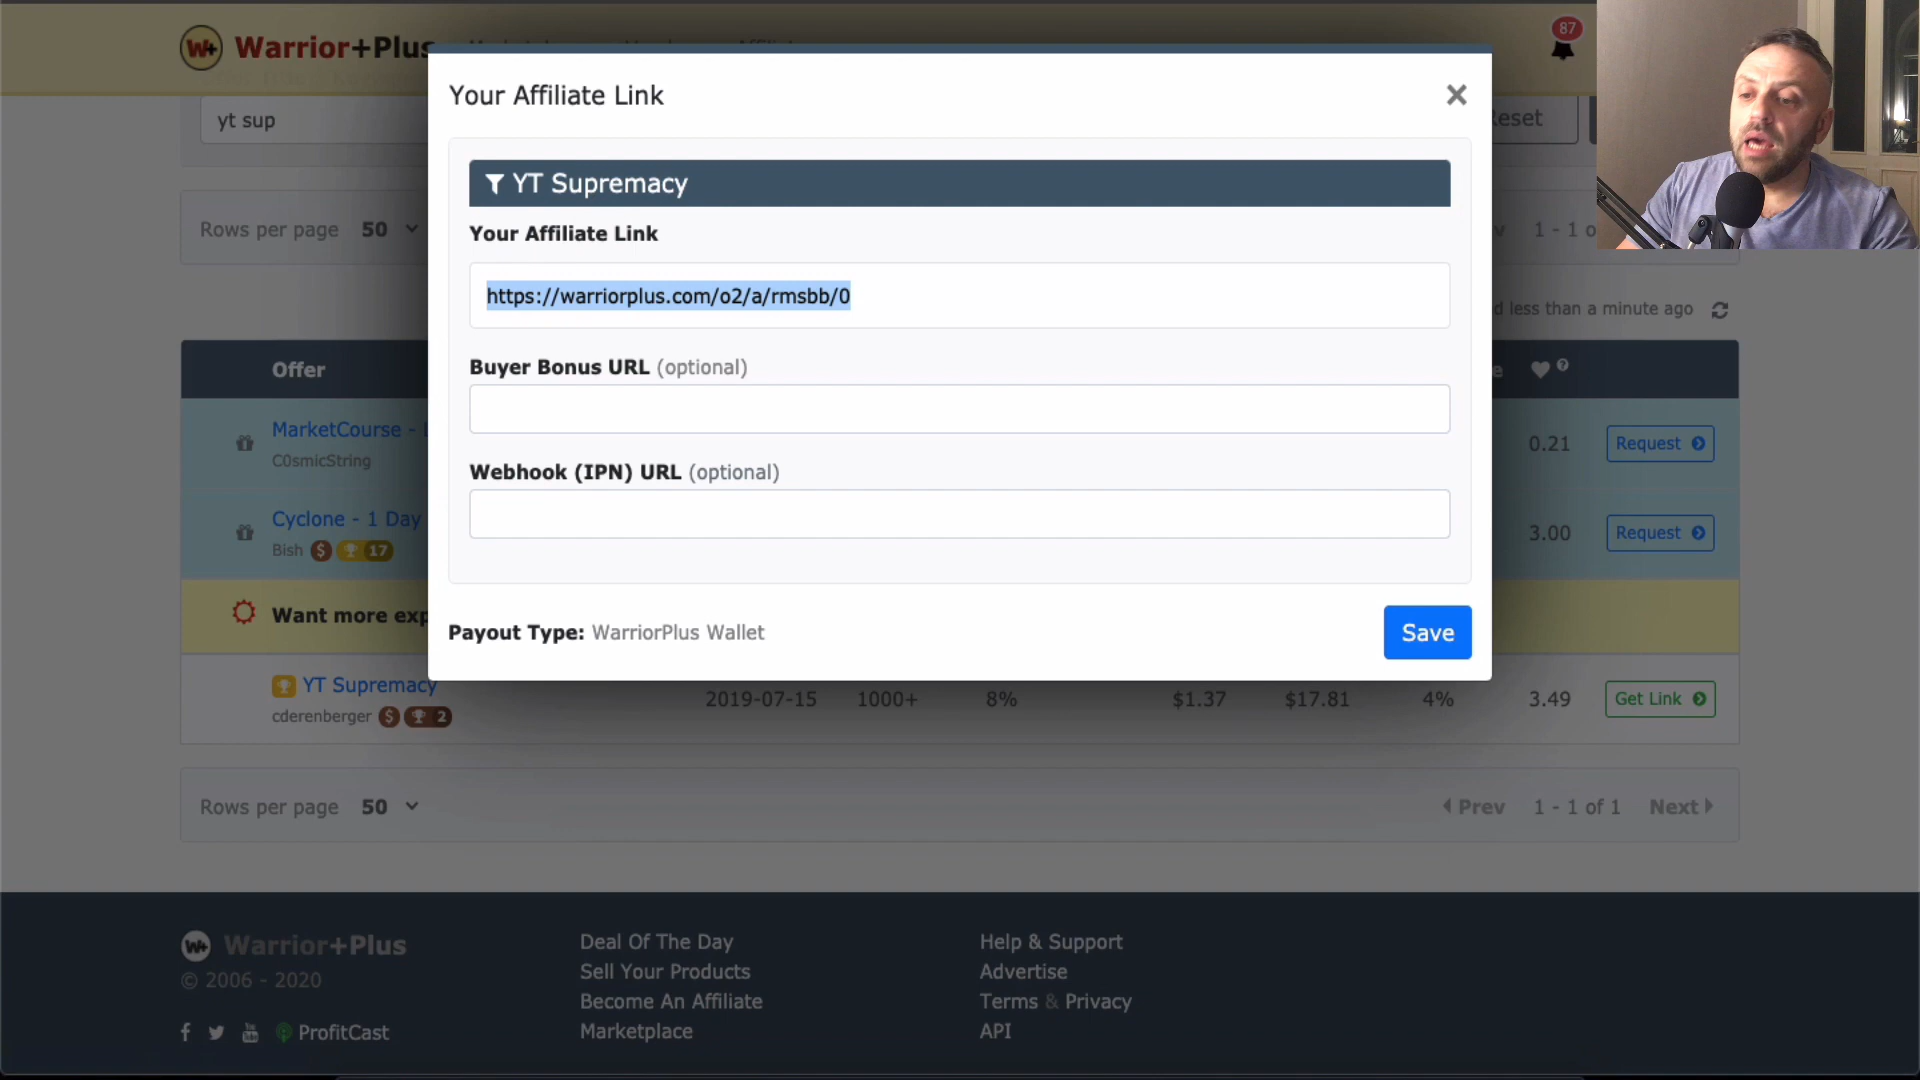 Warrior+Plus
87
Your Affiliate Link
yt sup
Reset
YT Supremacy
Rows per page 50
1 - 1 o
Your Affiliate Link
https://warriorplus.com/o2/a/rmsbb/0
d less than a minute ago
Buyer Bonus URL (optional)
Offer
e
MarketCourse -
0.21
Request
C0smicString
Webhook (IPN) URL (optional)
Cyclone - 1 Day
3.00
Request
Bish $ 17
Want more exp
Payout Type: WarriorPlus Wallet
Save
YT Supremacy
2019-07-15 1000+ 8% $1.37 $17.81 4% 3.49 Get Link
cderenberger $ 2
Rows per page 50
Prev 1 - 1 of 1 Next
W+ Warrior+Plus
© 2006 - 2020
ProfitCast
Deal Of The Day
Sell Your Products
Become An Affiliate
Marketplace
Help & Support
Advertise
Terms & Privacy
API